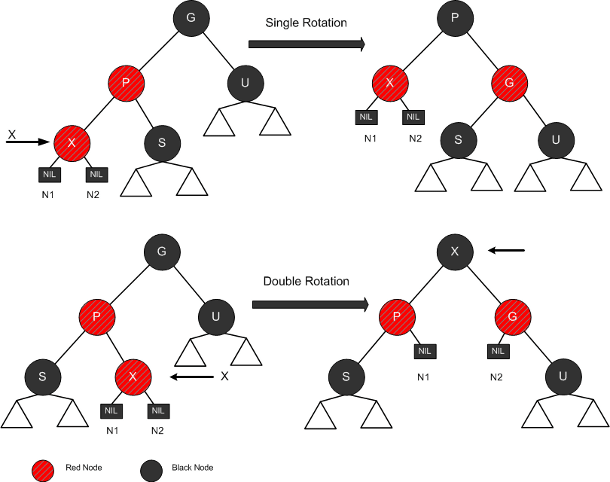 G
Single Rotation
P
P
U
X
G
X
X
S
NIL
NIL
S
U
NIL
NIL
N1
N2
N1
N2
G
X
Double Rotation
P
U
P
G
NIL
NIL
S
X
X
N1
N2
S
U
NIL
NIL
N1
N2
Red Node
Black Node